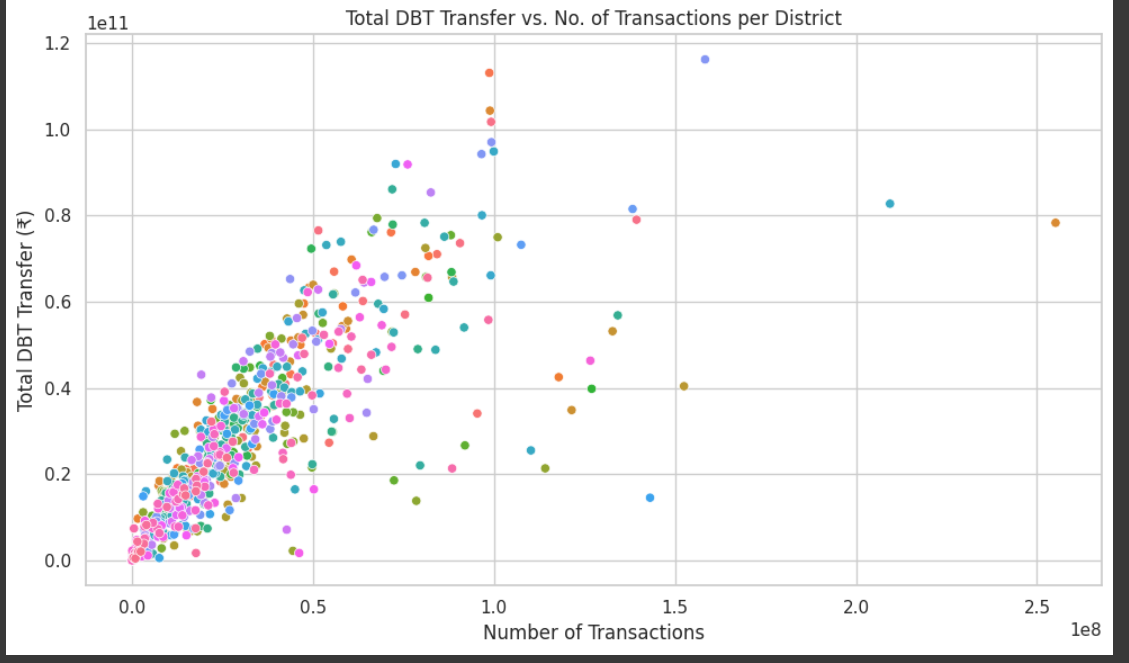 Total DBT Transfer vs. No. of Transactions per District
1e11
1.2
1.0
0.8
0.6
0.4
0.2
0.0
Total DBT Transfer (₹)
0.0 0.5 1.0 1.5 2.0 2.5
1e8
Number of Transactions